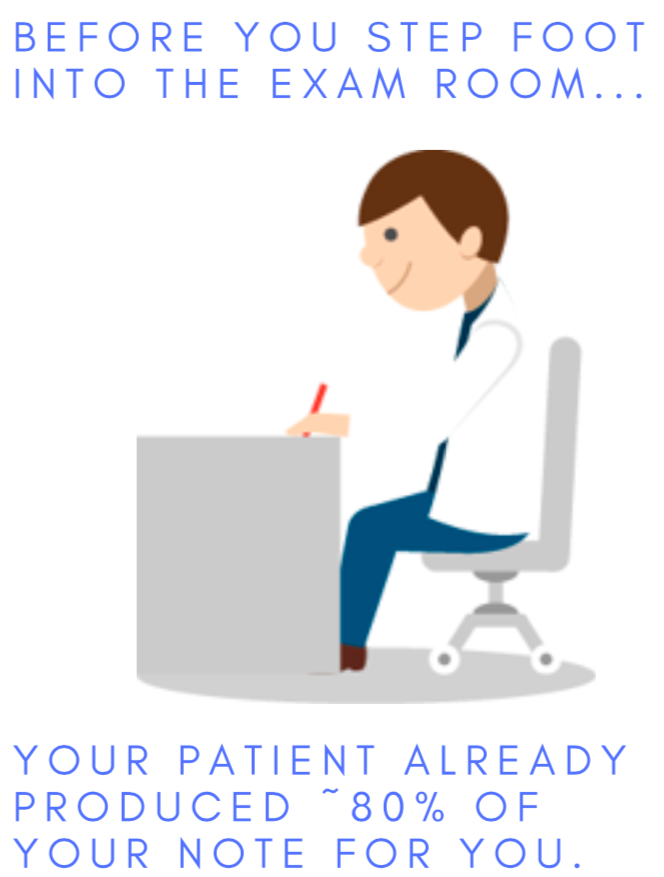 BEFORE YOU STEP FOOT
INTO THE EXAM ROOM...
YOUR PATIENT ALREADY
PRODUCED ~80% OF
YOUR NOTE FOR YOU.